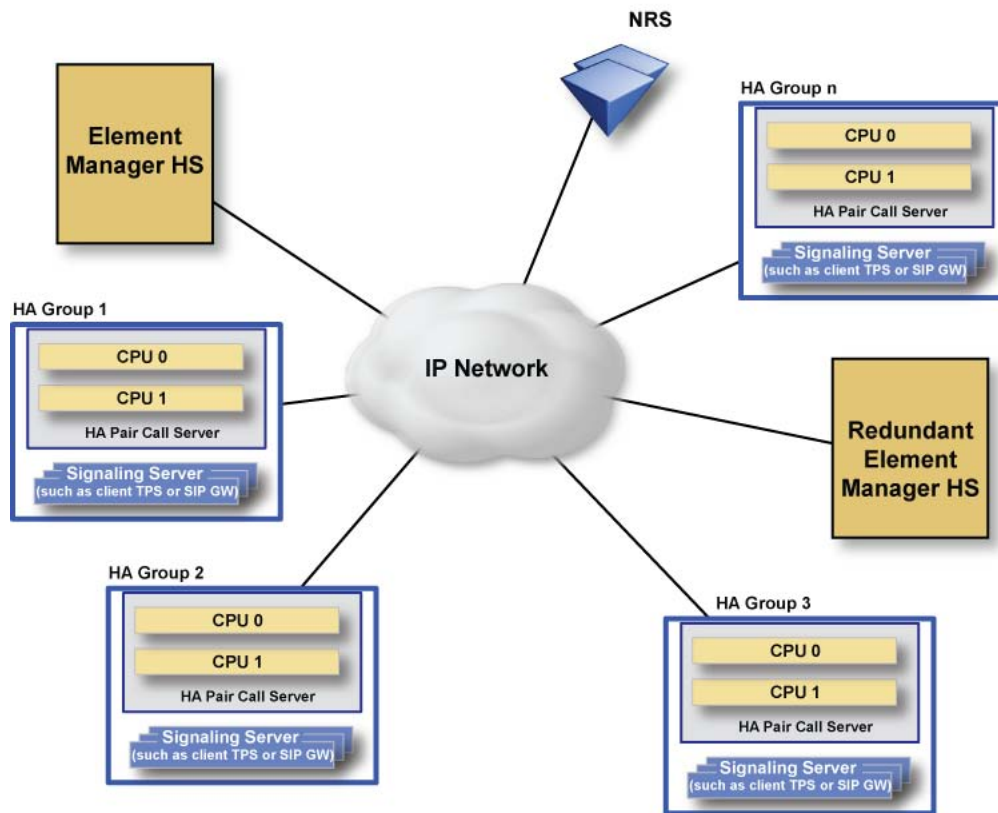 NRS
Element
Manager HS
HA Group n
CPU 0
CPU 1
HA Pair Call Server
Signaling Server
(such as client TPS or SIP GW)
HA Group 1
CPU 0
CPU 1
HA Pair Call Server
Signaling Server
(such as client TPS or SIP GW)
IP Network
Redundant
Element
Manager HS
HA Group 2
CPU 0
CPU 1
HA Pair Call Server
Signaling Server
(such as client TPS or SIP GW)
HA Group 3
CPU 0
CPU 1
HA Pair Call Server
Signaling Server
(such as client TPS or SIP GW)